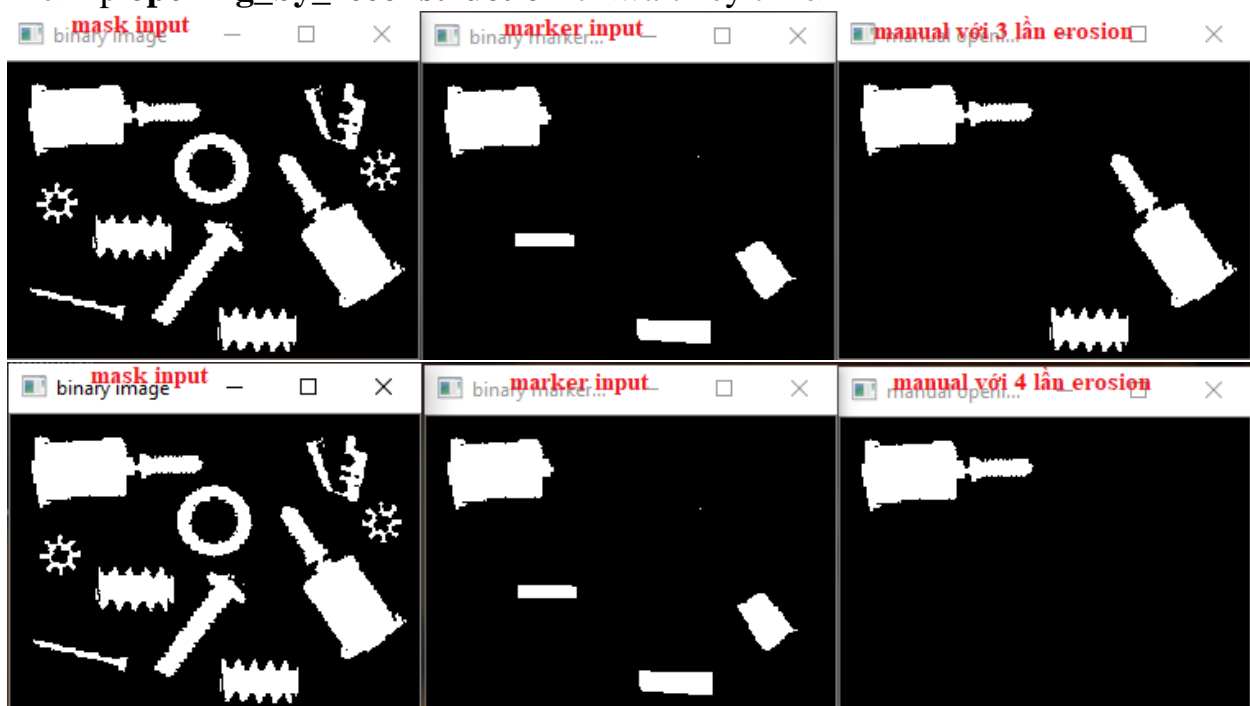 opening_by_reconstruction
mask input
binary image
marker input
binary marker...
manual với 3 lần erosion
mask input
binary image
marker input
binary marker...
manual với 4 lần erosion
manual openi...